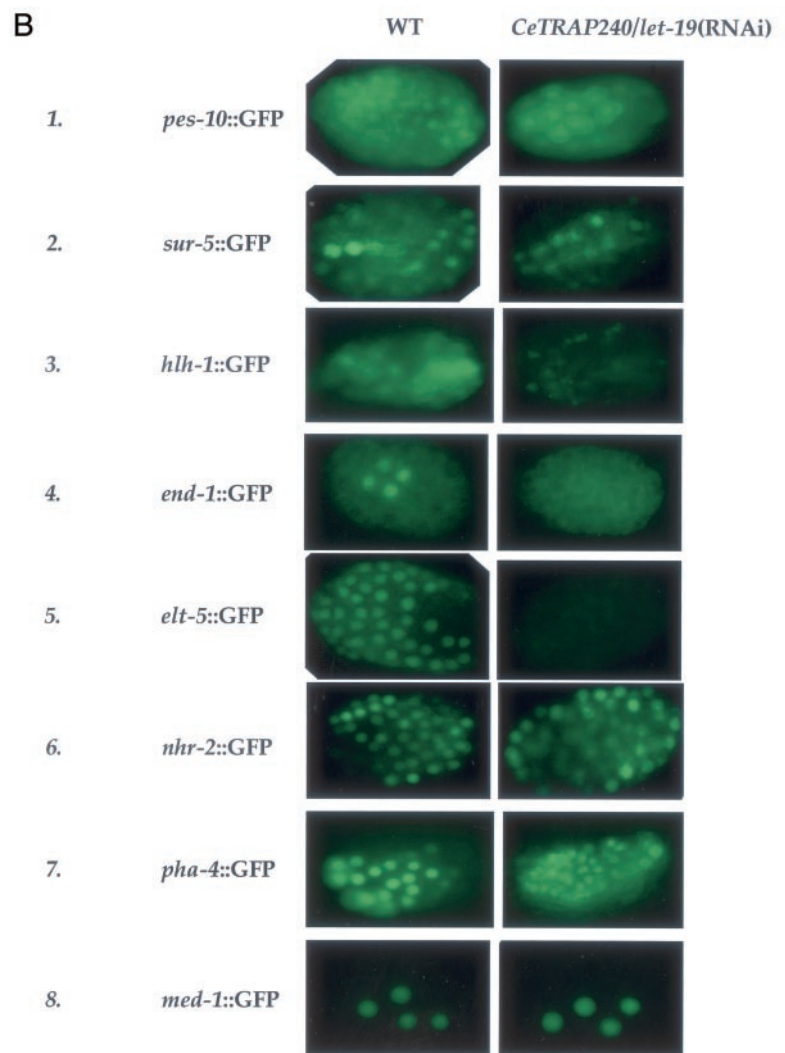 B
WT CeTRAP240/let-19(RNAi)
1. pes-10::GFP
2. sur-5::GFP
3. hlh-1::GFP
4. end-1::GFP
5. elt-5::GFP
6. nhr-2::GFP
7. pha-4::GFP
8. med-1::GFP